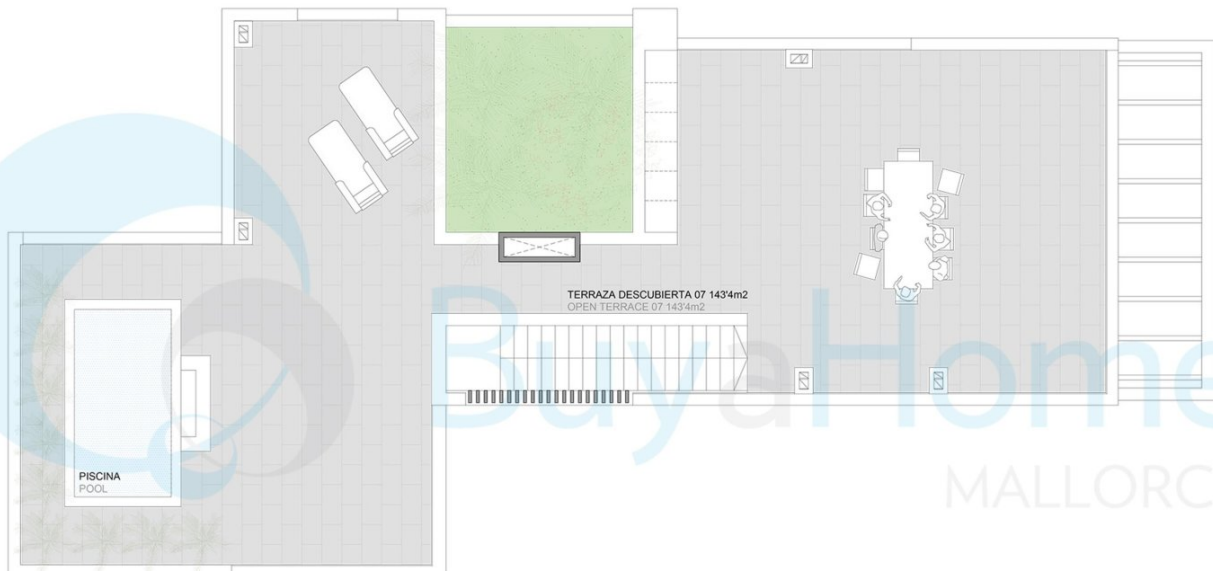 TERRAZA DESCUBIERTA 07 143'4m2
OPEN TERRACE 07 143'4m2
BuyaHome
MALLORC
PISCINA
POOL